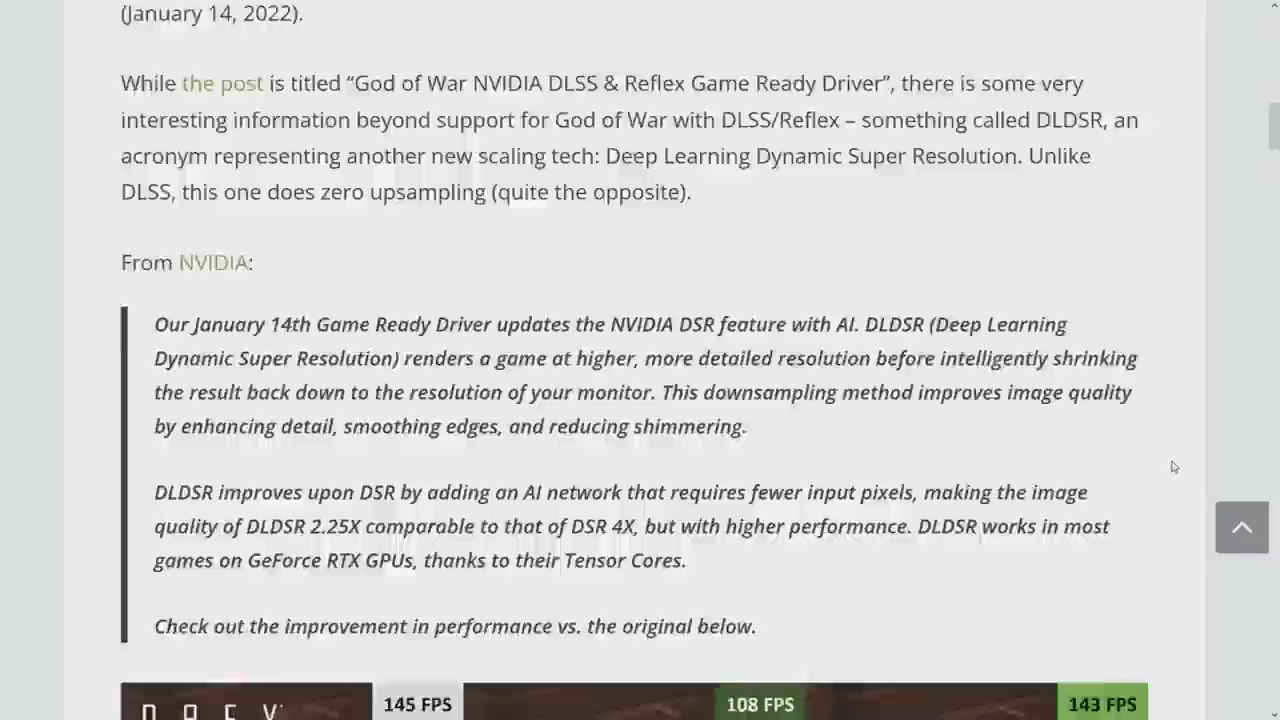 (January 14, 2022).
While the post is titled “God of War NVIDIA DLSS & Reflex Game Ready Driver”, there is some very
interesting information beyond support for God of War with DLSS/Reflex – something called DLDSR, an
acronym representing another new scaling tech: Deep Learning Dynamic Super Resolution. Unlike
DLSS, this one does zero upsampling (quite the opposite).
From NVIDIA:
Our January 14th Game Ready Driver updates the NVIDIA DSR feature with AI. DLDSR (Deep Learning
Dynamic Super Resolution) renders a game at higher, more detailed resolution before intelligently shrinking
the result back down to the resolution of your monitor. This downsampling method improves image quality
by enhancing detail, smoothing edges, and reducing shimmering.
DLDSR improves upon DSR by adding an AI network that requires fewer input pixels, making the image
quality of DLDSR 2.25X comparable to that of DSR 4X, but with higher performance. DLDSR works in most
games on GeForce RTX GPUs, thanks to their Tensor Cores.
Check out the improvement in performance vs. the original below.
145 FPS 108 FPS 143 FPS